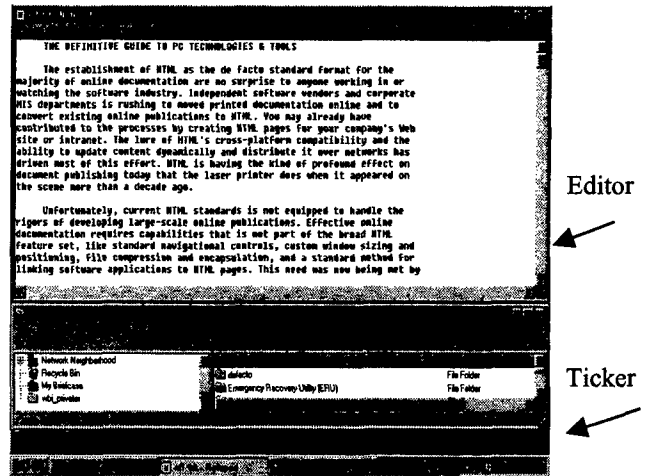 THE DEFINITIVE GUIDE TO PC TECHNOLOGIES & TOOLS
The establishment of HTML as the de facto standard format for the
majority of online documentation are no surprise to anyone working in or
watching the software industry. Independent software vendors and corporate
MIS departments is rushing to moved printed documentation online and to
convert existing online publications to HTML. You may already have
contributed to the processes by creating HTML pages for your company's Web
site or intranet. The lure of HTML's cross-platform compatibility and the
ability to update content dynamically and distribute it over networks has
driven most of this effort. HTML is having the kind of profound effect on
document publishing today that the laser printer does when it appeared on
the scene more than a decade ago.
Unfortunately, current HTML standards is not equipped to handle the
rigors of developing large-scale online publications. Effective online
documentation requires capabilities that is not part of the broad HTML
feature set, like standard navigational controls, custom window sizing and
positioning, file compression and encapsulation, and a standard method for
linking software applications to HTML pages. This need was now being met by
Editor
Network Neighborhood
Recycle Bin
defacto File Folder
My Briefcase
Emergency Recovery Utility (ERU) File Folder
wbi_privater
Ticker